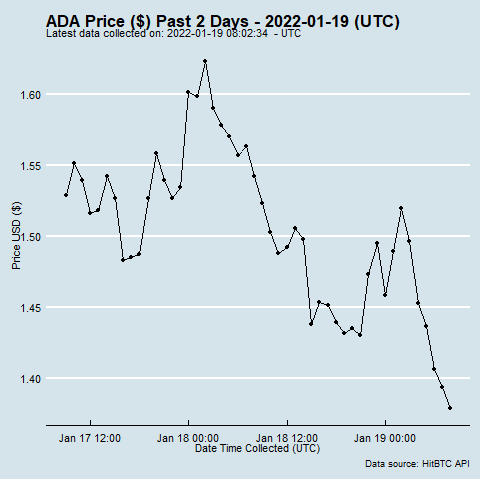 ADA Price ($) Past 2 Days - 2022-01-19 (UTC)
Latest data collected on: 2022-01-19 08:02:34  - UTC
1.60
1.55
1.50
1.45
1.40
Price USD ($)
Jan 17 12:00 Jan 18 00:00 Jan 18 12:00 Jan 19 00:00
Date Time Collected (UTC)
Data source: HitBTC API